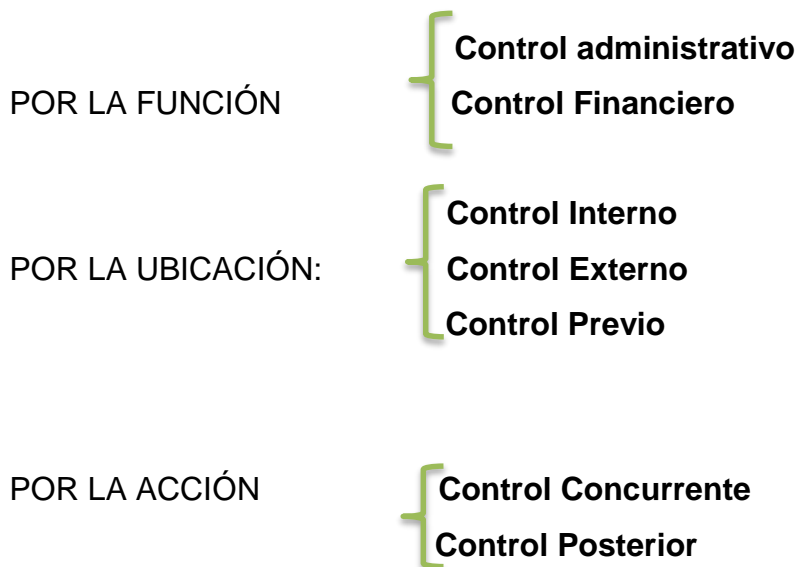 Control administrativo
POR LA FUNCIÓN Control Financiero
Control Interno
POR LA UBICACIÓN: Control Externo
Control Previo
POR LA ACCIÓN Control Concurrente
Control Posterior